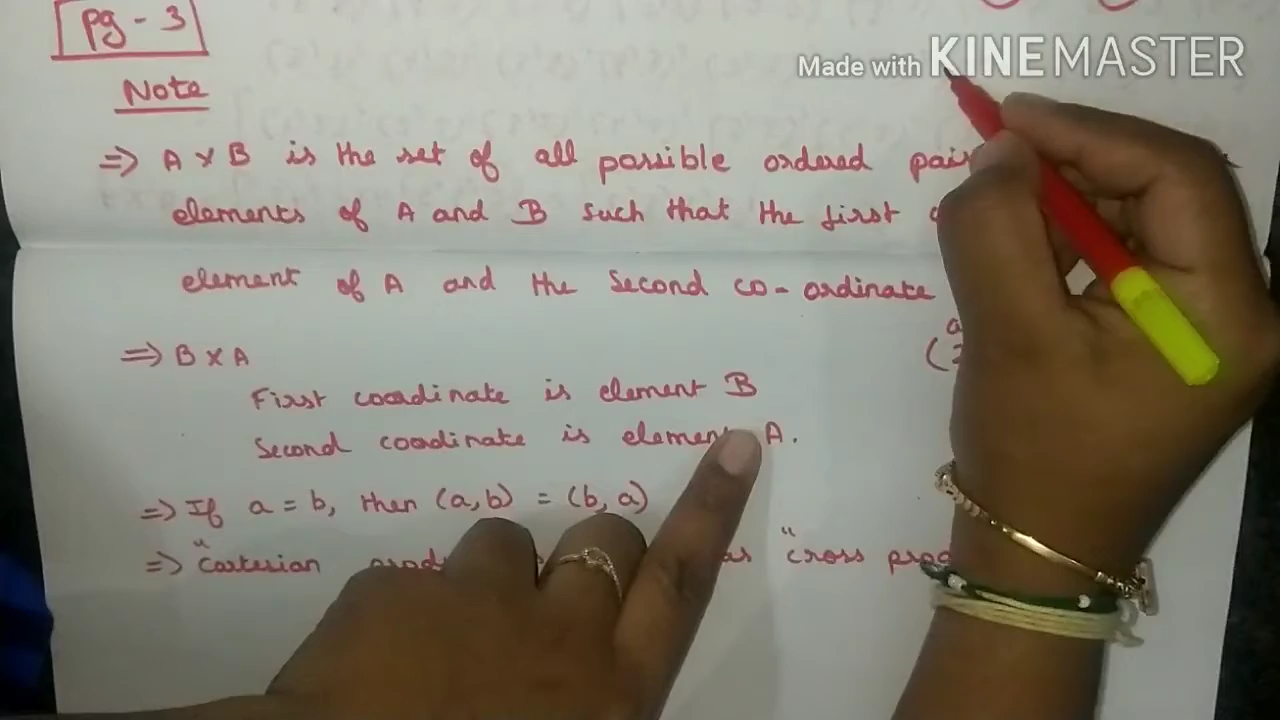 Pg - 3
Made with KINEMASTER
Note
=> A x B is the set of all possible ordered pair
elements of A and B such that the first
element of A and the Second co-ordinate
=> B x A
First coordinate is element B
Second coordinate is element A.
=> If a = b, then (a,b) = (b, a)
=> "Cartesian as "cross